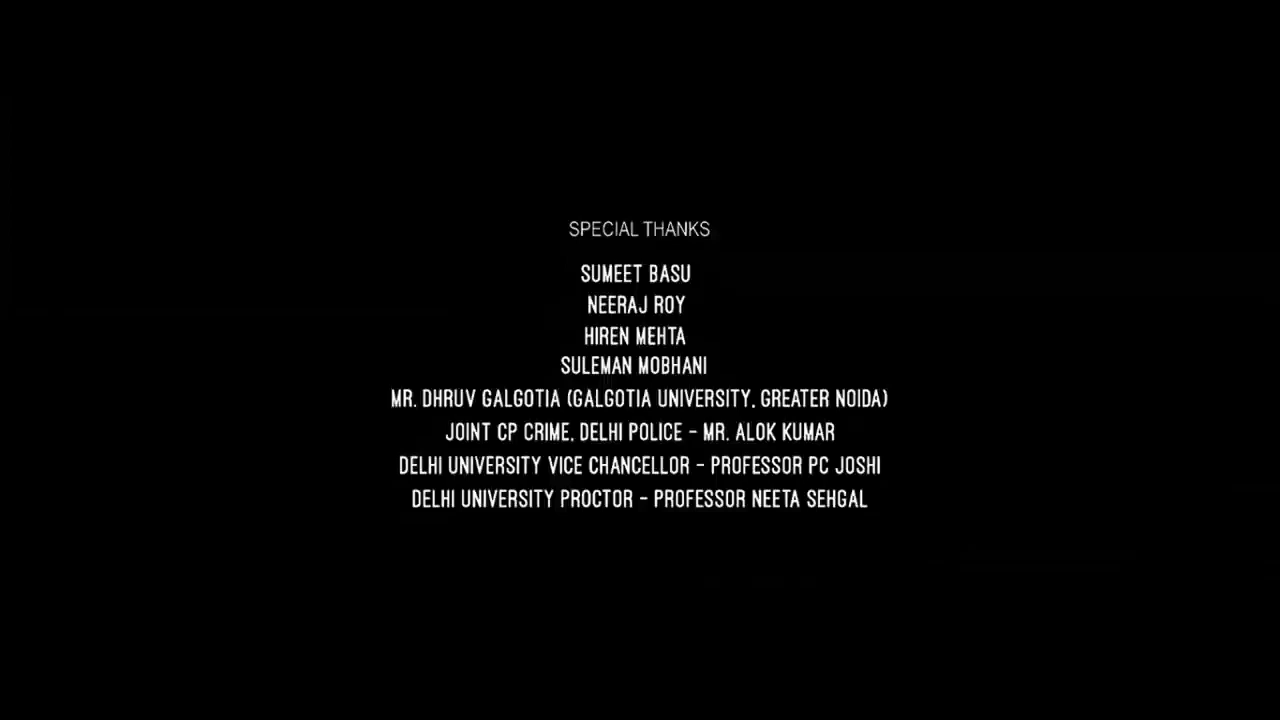 SPECIAL THANKS
SUMEET BASU
NEERAJ ROY
HIREN MEHTA
SULEMAN MOBHANI
MR. DHRUV GALGOTIA (GALGOTIA UNIVERSITY, GREATER NOIDA)
JOINT CP CRIME, DELHI POLICE - MR. ALOK KUMAR
DELHI UNIVERSITY VICE CHANCELLOR - PROFESSOR PC JOSHI
DELHI UNIVERSITY PROCTOR - PROFESSOR NEETA SEHGAL